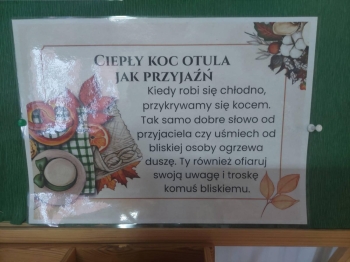 Ciepły koc otula
jak przyjaźń
Kiedy robi się chłodno,
przykrywamy się kocem.
Tak samo dobre słowo od
przyjaciela czy uśmiech od
bliskiej osoby ogrzewa
duszę. Ty również ofiaruj
swoją uwagę i troskę
komuś bliskiemu.